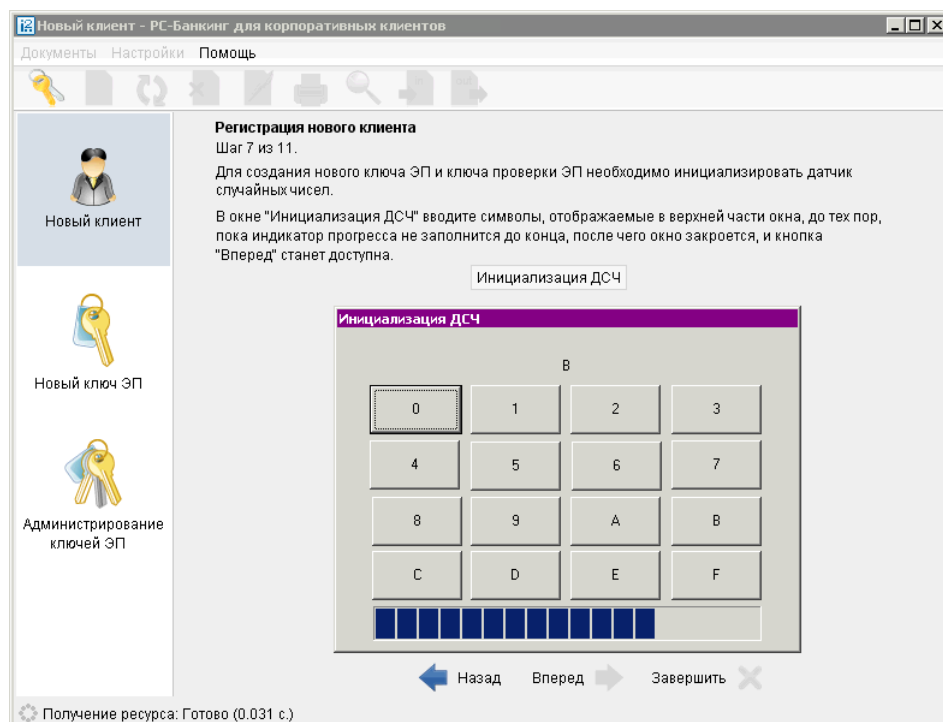 Новый клиент - РС-Банкинг для корпоративных клиентов
Документы Настройки Помощь
Регистрация нового клиента
Шаг 7 из 11.
Для создания нового ключа ЭП и ключа проверки ЭП необходимо инициализировать датчик
случайных чисел.
В окне "Инициализация ДСЧ" вводите символы, отображаемые в верхней части окна, до тех пор,
пока индикатор прогресса не заполнится до конца, после чего окно закроется, и кнопка
"Вперед" станет доступна.
Инициализация ДСЧ
Новый клиент
Новый ключ ЭП
Администрирование
ключей ЭП
Инициализация ДСЧ
B
0 1 2 3
4 5 6 7
8 9 A B
C D E F
Назад Вперед Завершить
Получение ресурса: Готово (0.031 с.)